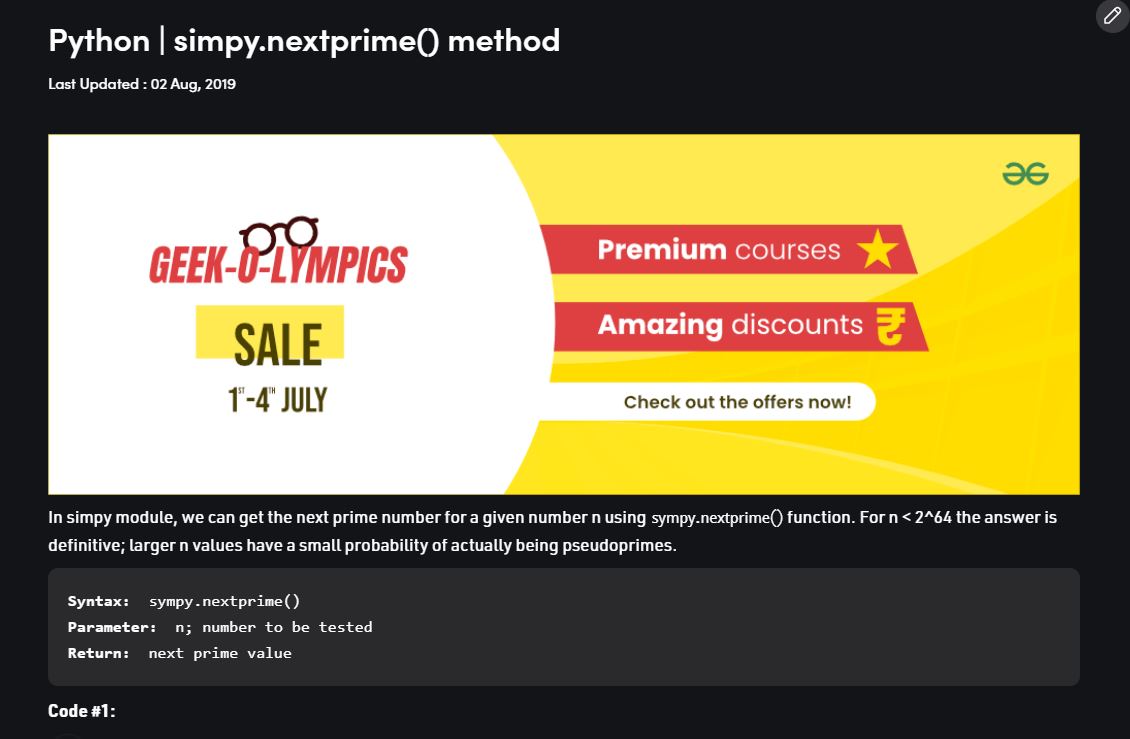 Python | simpy.nextprime() method
Last Updated : 02 Aug, 2019
GEEK-O-LYMPICS
SALE
1ST-4TH JULY
Premium courses
Amazing discounts ₹
Check out the offers now!
In simpy module, we can get the next prime number for a given number n using sympy.nextprime() function. For n < 2^64 the answer is
definitive; larger n values have a small probability of actually being pseudoprimes.
Syntax: sympy.nextprime()
Parameter: n; number to be tested
Return: next prime value
Code #1: